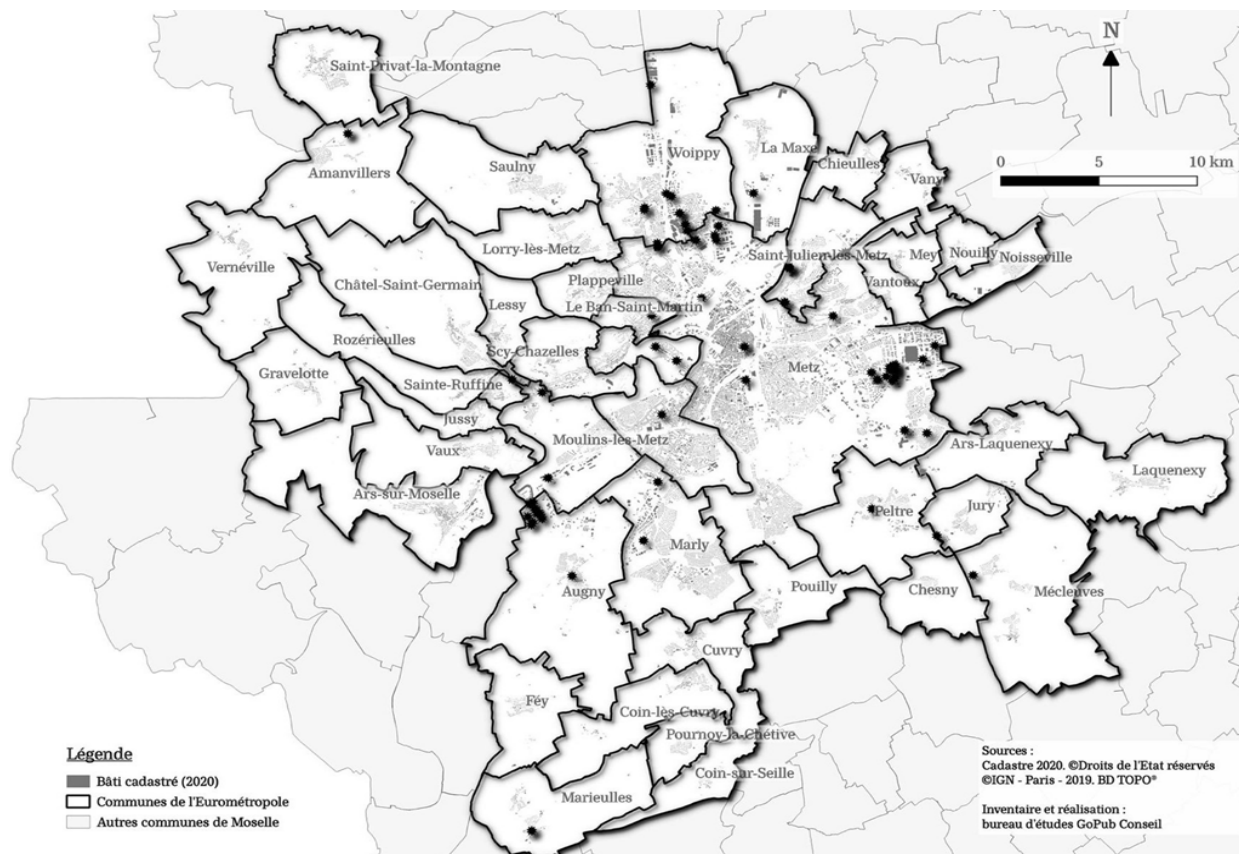 N
Saint-Privat-la-Montagne
Amanvillers
Saulny
Woippy
La Maxe
Chieulles
Vany
0 5 10 km
Lorry-lès-Metz
Vernéville
Châtel-Saint-Germain
Plappeville
Saint-Julien-lès-Metz
Mey
Nouilly
Noisseville
Vantoux
Lessy
Le Ban-Saint-Martin
Rozérieulles
Scy-Chazelles
Gravelotte
Sainte-Ruffine
Metz
Jussy
Moulins-lès-Metz
Vaux
Ars-Laquenexy
Laquenexy
Ars-sur-Moselle
Peltre
Jury
Marly
Augny
Pouilly
Chesny
Mécleuves
Cuvry
Féy
Coin-lès-Cuvry
Pournoy-la-Chétive
Coin-sur-Seille
Marieulles
Légende
Bâti cadastré (2020)
Communes de l'Eurométropole
Autres communes de Moselle
Sources :
Cadastre 2020. ©Droits de l'Etat réservés
©IGN - Paris - 2019. BD TOPO®
Inventaire et réalisation :
bureau d'études GoPub Conseil